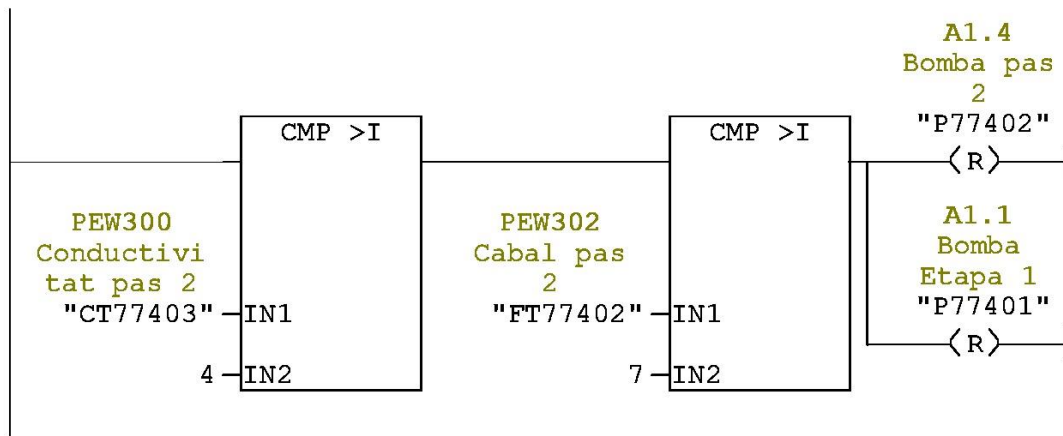 A1.4
Bomba pas
2
"P77402"
(R)
CMP >I
CMP >I
PEW300
Conductivi
tat pas 2
"CT77403"
IN1
4
IN2
PEW302
Cabal pas
2
"FT77402"
IN1
7
IN2
A1.1
Bomba
Etapa 1
"P77401"
(R)